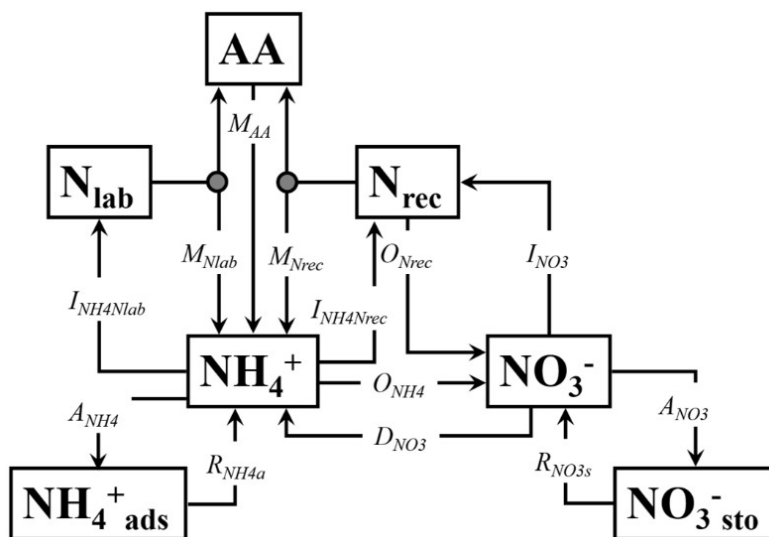 AA
M_AA
N_lab
N_rec
M_Nlab
M_Nrec
O_Nrec
I_NO3
I_NH4Nlab
I_NH4Nrec
NH₄⁺
O_NH4
NO₃⁻
A_NH4
D_NO3
A_NO3
R_NH4a
R_NO3s
NH₄⁺ads
NO₃⁻sto